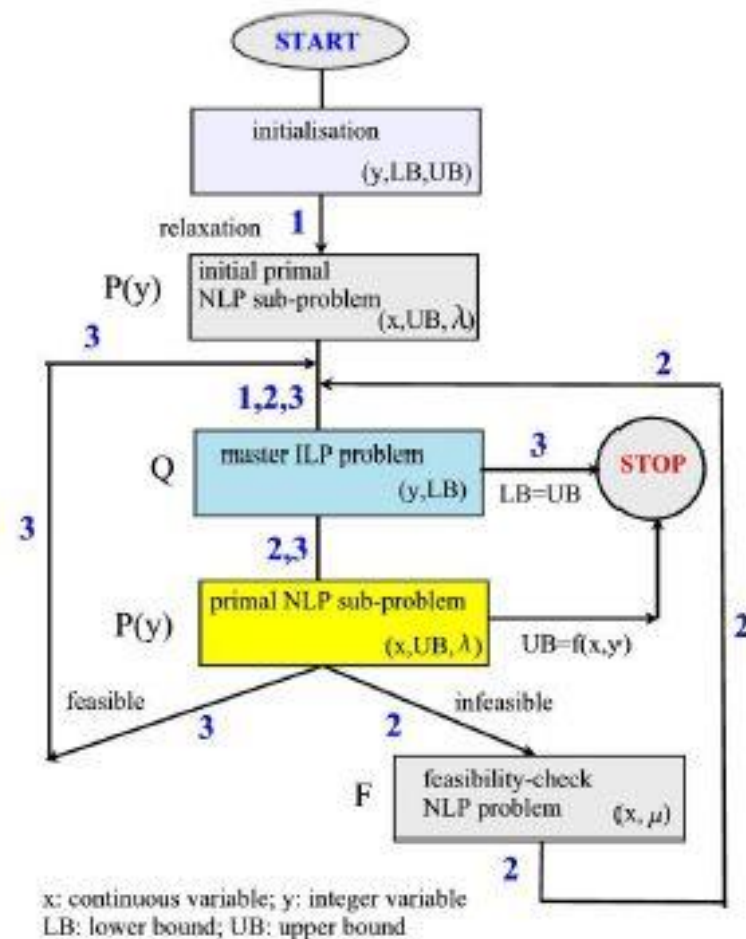 START
initialisation
(y,LB,UB)
relaxation 1
P(y)
initial primal
NLP sub-problem
(x,UB, λ)
3
2
1,2,3
Q
master ILP problem
(y,LB)
3
LB=UB
STOP
3
2,3
P(y)
primal NLP sub-problem
(x,UB, λ)
UB=f(x,y)
2
feasible
3
2
infeasible
F
feasibility-check
NLP problem
(x, μ)
2
x: continuous variable; y: integer variable
LB: lower bound; UB: upper bound